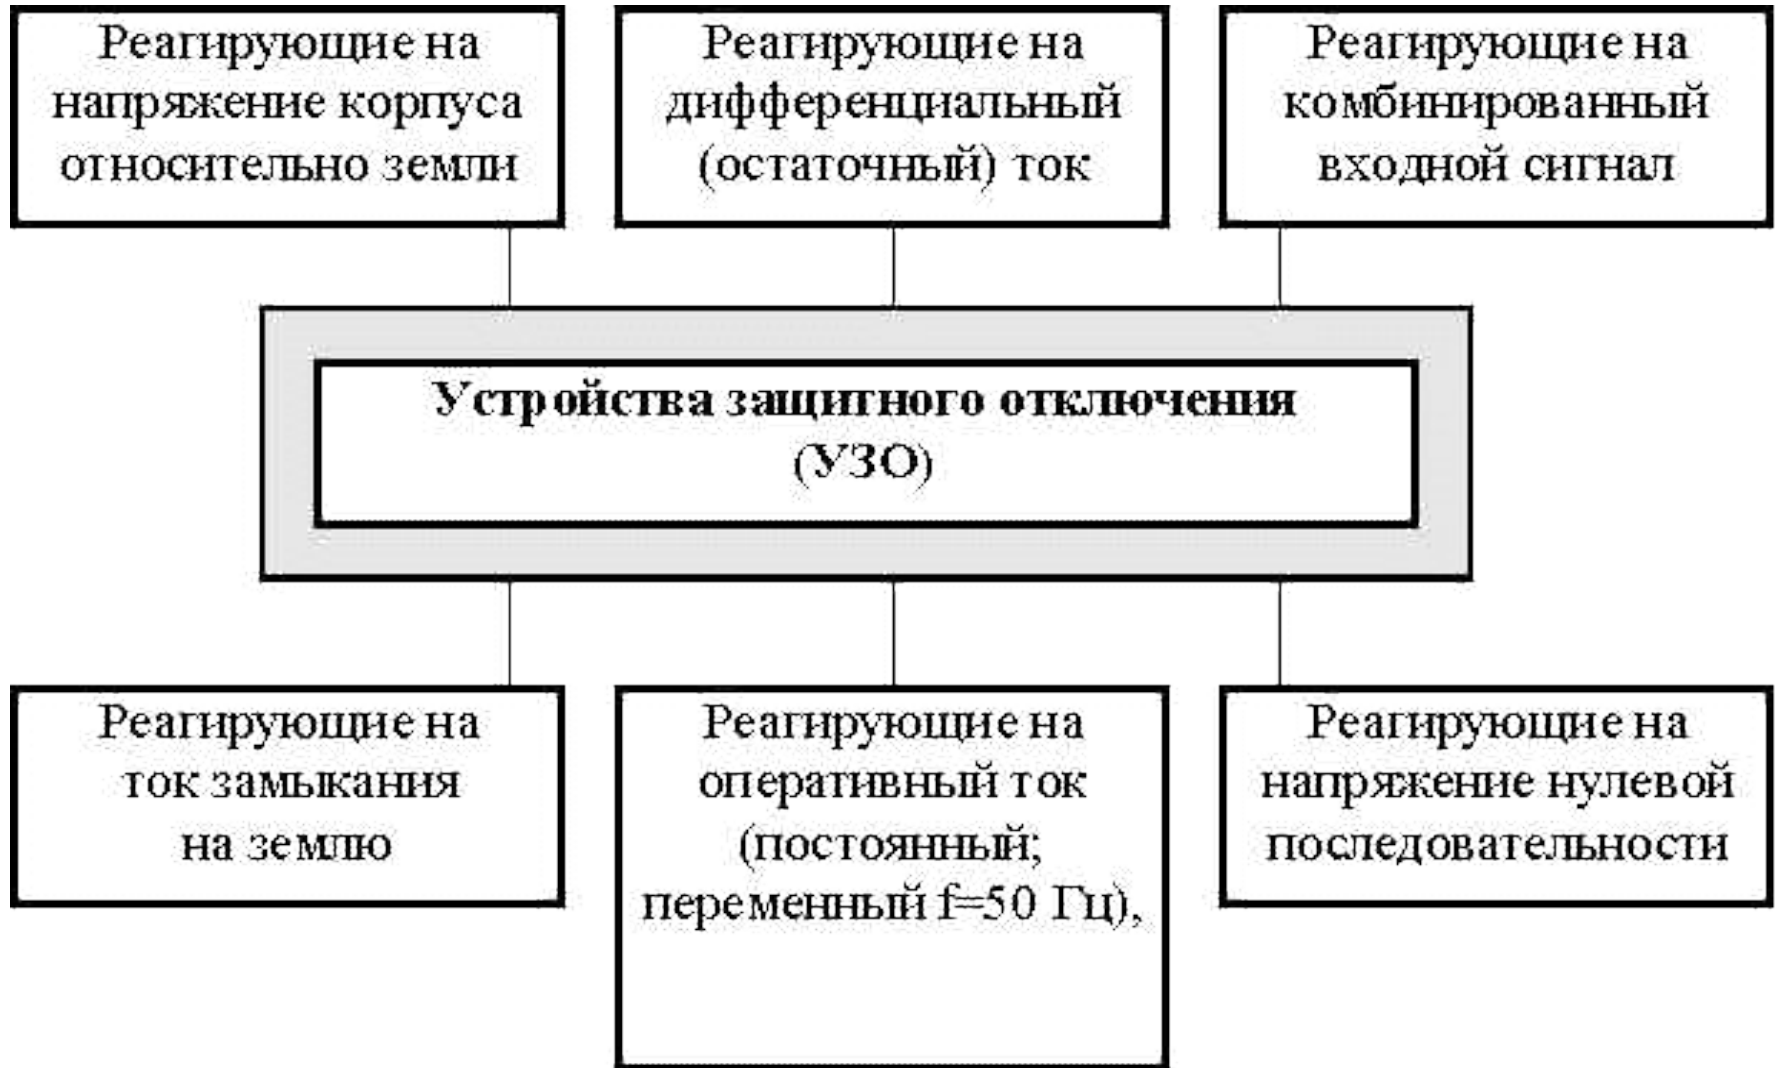 Реагирующие на
напряжение корпуса
относительно земли
Реагирующие на
дифференциальный
(остаточный) ток
Реагирующие на
комбинированный
входной сигнал
Устройства защитного отключения
(УЗО)
Реагирующие на
ток замыкания
на землю
Реагирующие на
оперативный ток
(постоянный;
переменный f=50 Гц),
Реагирующие на
напряжение нулевой
последовательности